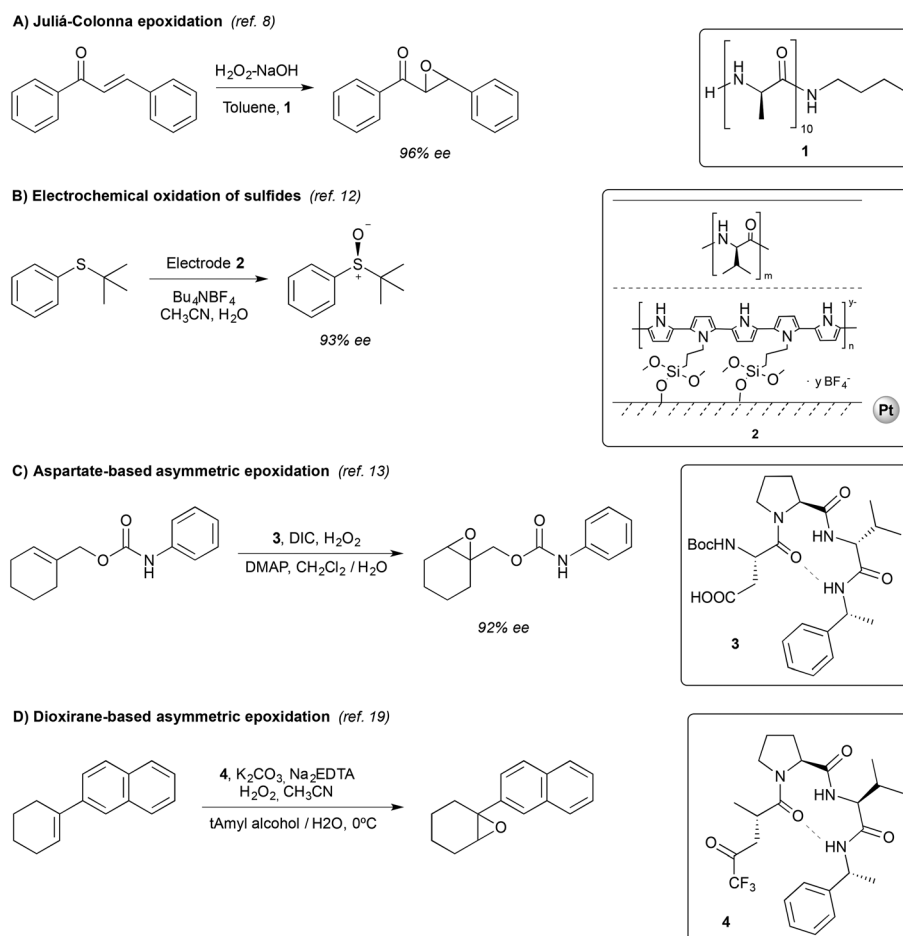 A) Juliá-Colonna epoxidation (ref. 8)
O
H₂O₂-NaOH
Toluene, 1
O
O
96% ee
H
H
N
O
N
H
10
1
B) Electrochemical oxidation of sulfides (ref. 12)
S
Electrode 2
Bu₄NBF₄
CH₃CN, H₂O
O⁻
S
+
93% ee
H
N
O
m
H
N
H
N
H
N
y-
N
N
n
O
Si
O
O
O
Si
O
O
· y BF₄⁻
Pt
2
C) Aspartate-based asymmetric epoxidation (ref. 13)
O
O
N
H
3, DIC, H₂O₂
DMAP, CH₂Cl₂ / H₂O
O
O
O
N
H
92% ee
N
O
O
HN
BocHN
O
HN
O
HOOC
3
D) Dioxirane-based asymmetric epoxidation (ref. 19)
4, K₂CO₃, Na₂EDTA
H₂O₂, CH₃CN
tAmyl alcohol / H2O, 0ºC
O
N
O
O
HN
O
HN
O
CF₃
4